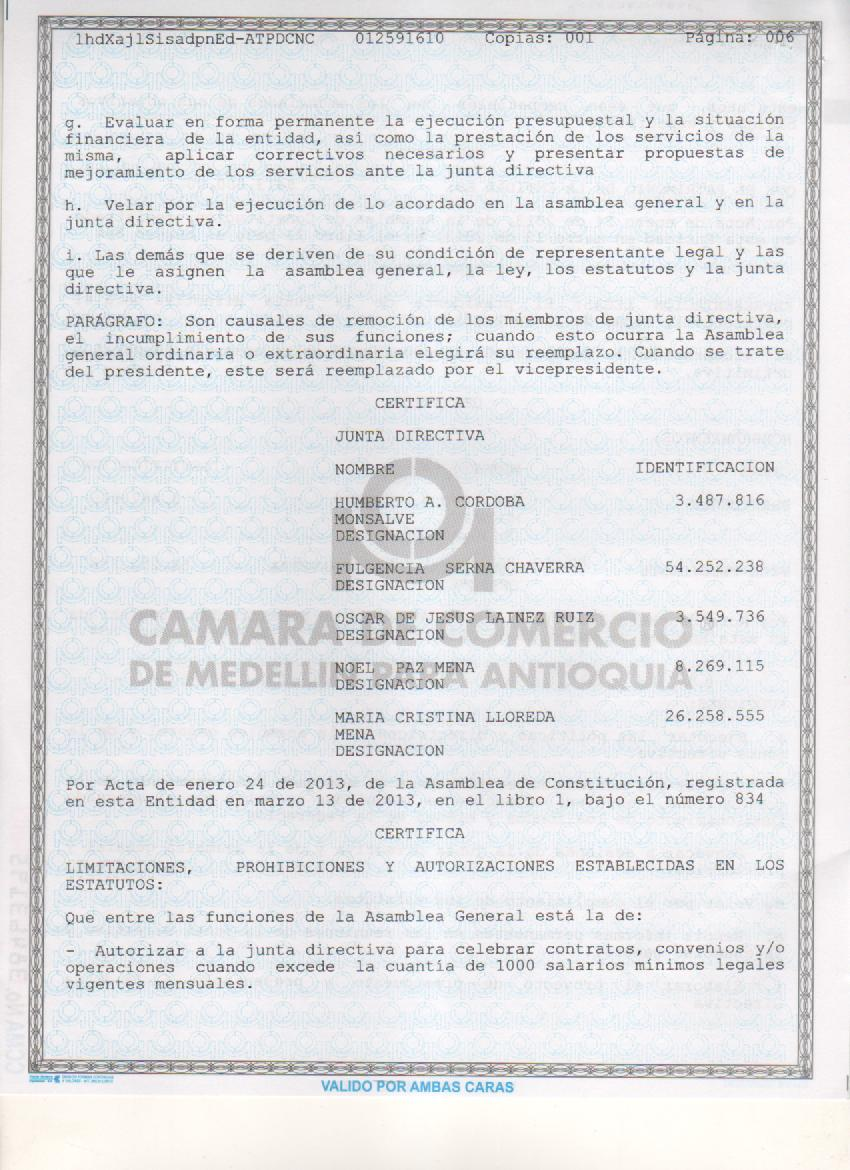 lhdXajlSisadpnEd-ATPDCNC 012591610 Copias: 001 Página: 006
g. Evaluar en forma permanente la ejecución presupuestal y la situación
financiera de la entidad, así como la prestación de los servicios de la
misma, aplicar correctivos necesarios y presentar propuestas de
mejoramiento de los servicios ante la junta directiva
h. Velar por la ejecución de lo acordado en la asamblea general y en la
junta directiva.
i. Las demás que se deriven de su condición de representante legal y las
que le asignen la asamblea general, la ley, los estatutos y la junta
directiva.
PARÁGRAFO: Son causales de remoción de los miembros de junta directiva,
el incumplimiento de sus funciones; cuando esto ocurra la Asamblea
general ordinaria o extraordinaria elegirá su reemplazo. Cuando se trate
del presidente, este será reemplazado por el vicepresidente.
CERTIFICA
JUNTA DIRECTIVA
NOMBRE IDENTIFICACION
HUMBERTO A. CORDOBA 3.487.816
MONSALVE
DESIGNACION
FULGENCIA SERNA CHAVERRA 54.252.238
DESIGNACION
OSCAR DE JESUS LAINEZ RUIZ 3.549.736
DESIGNACION
CAMARA DE COMERCIO
NOEL PAZ MENA 8.269.115
DESIGNACION
DE MEDELLIN PARA ANTIOQUIA
MARIA CRISTINA LLOREDA 26.258.555
MENA
DESIGNACION
Por Acta de enero 24 de 2013, de la Asamblea de Constitución, registrada
en esta Entidad en marzo 13 de 2013, en el libro 1, bajo el número 834
CERTIFICA
LIMITACIONES, PROHIBICIONES Y AUTORIZACIONES ESTABLECIDAS EN LOS
ESTATUTOS:
Que entre las funciones de la Asamblea General está la de:
- Autorizar a la junta directiva para celebrar contratos, convenios y/o
operaciones cuando excede la cuantía de 1000 salarios mínimos legales
vigentes mensuales.
VALIDO POR AMBAS CARAS